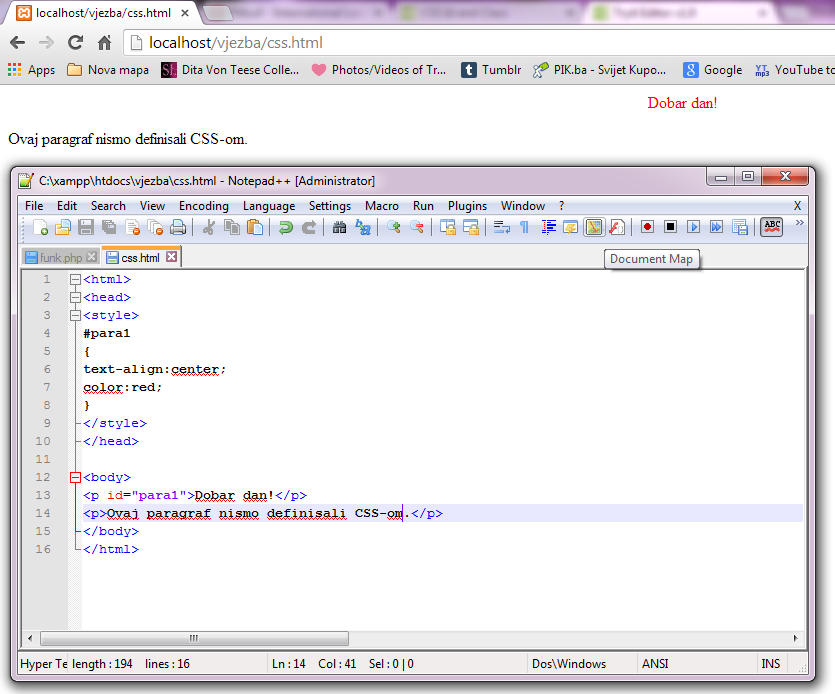 localhost/vjezba/css.html
localhost/vjezba/css.html
Apps Nova mapa Dita Von Teese Colle... Photos/Videos of Tr... Tumblr PIK.ba - Svijet Kupo... Google YouTube to
Dobar dan!
Ovaj paragraf nismo definisali CSS-om.
C:\xampp\htdocs\vjezba\css.html - Notepad++ [Administrator]
File Edit Search View Encoding Language Settings Macro Run Plugins Window ? X
ABC
funk.php css.html
Document Map
1 <html>
2 <head>
3 <style>
4 #para1
5 {
6 text-align:center;
7 color:red;
8 }
9 </style>
10 </head>
11
12 <body>
13 <p id="para1">Dobar dan!</p>
14 <p>Ovaj paragraf nismo definisali CSS-om.</p>
15 </body>
16 </html>
Hyper Te length : 194 lines : 16 Ln : 14 Col : 41 Sel : 0 | 0 Dos\Windows ANSI INS